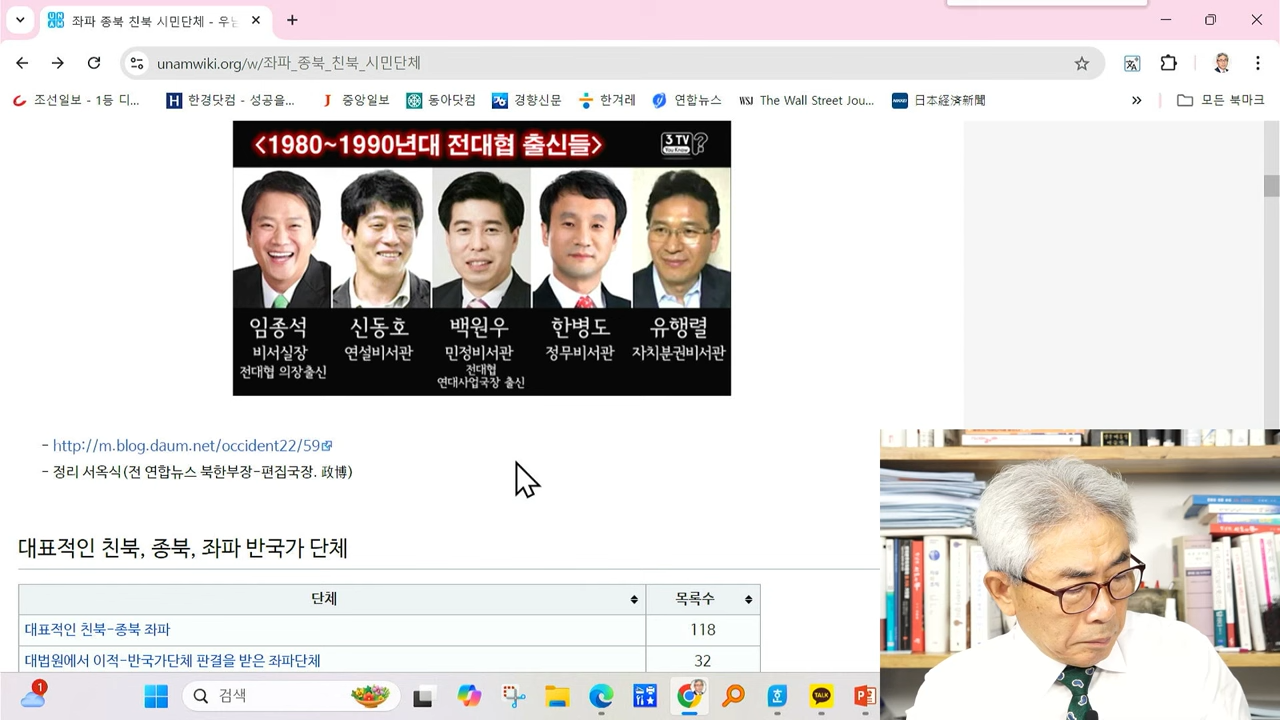 좌파 종북 친북 시민단체 - 우남
unamwiki.org/w/좌파_종북_친북_시민단체
조선일보 - 1등 디... 한경닷컴 - 성공을... 중앙일보 동아닷컴 경향신문 한겨레 연합뉴스 WSJ The Wall Street Jou... NIKKEI 日本経済新聞 » 모든 북마크
<1980~1990년대 전대협 출신들> 3 TV You Know ?
임종석 신동호 백원우 한병도 유행렬
비서실장 연설비서관 민정비서관 정무비서관 자치분권비서관
전대협 의장출신 전대협
연대사업국장 출신
- http://m.blog.daum.net/occident22/59
- 정리 서옥식(전 연합뉴스 북한부장-편집국장. 政博)
대표적인 친북, 종북, 좌파 반국가 단체
단체 목록수
대표적인 친북-종북 좌파 118
대법원에서 이적-반국가단체 판결을 받은 좌파단체 32
1 검색 TALK